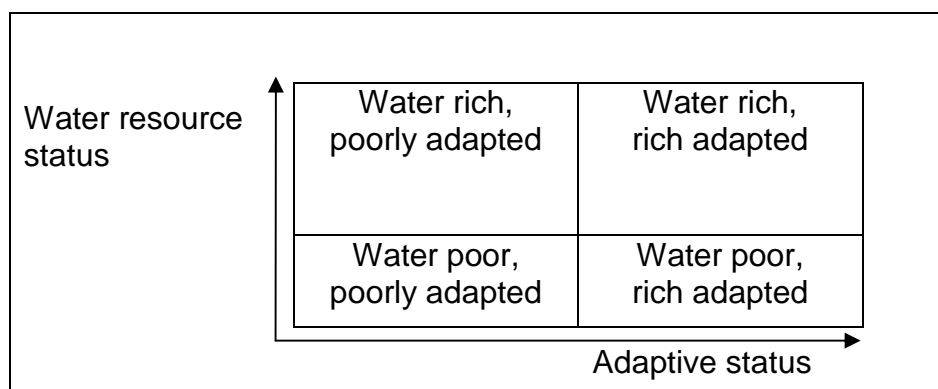 Water resource
status
Water rich,
poorly adapted
Water rich,
rich adapted
Water poor,
poorly adapted
Water poor,
rich adapted
Adaptive status